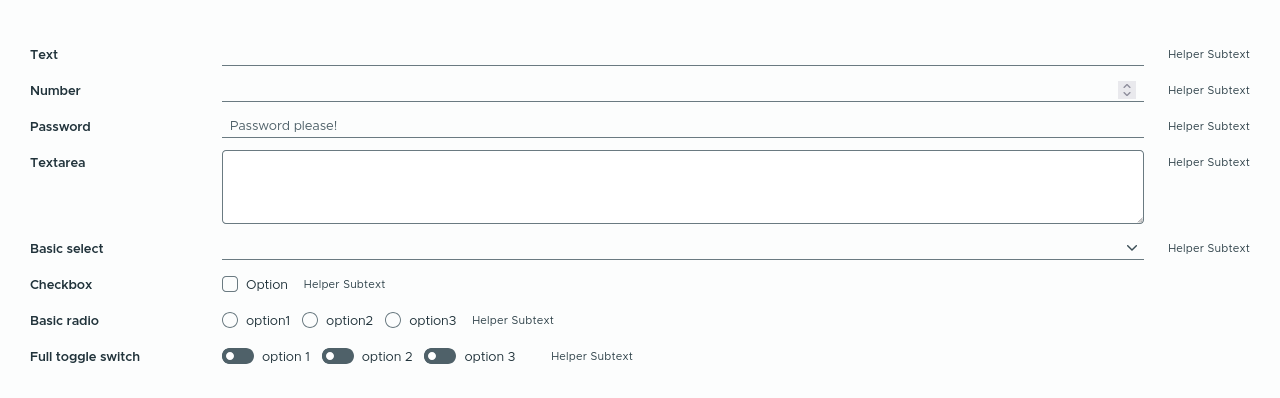 Text Helper Subtext
Number Helper Subtext
Password Password please! Helper Subtext
Textarea Helper Subtext
Basic select Helper Subtext
Checkbox Option Helper Subtext
Basic radio option1 option2 option3 Helper Subtext
Full toggle switch option 1 option 2 option 3 Helper Subtext